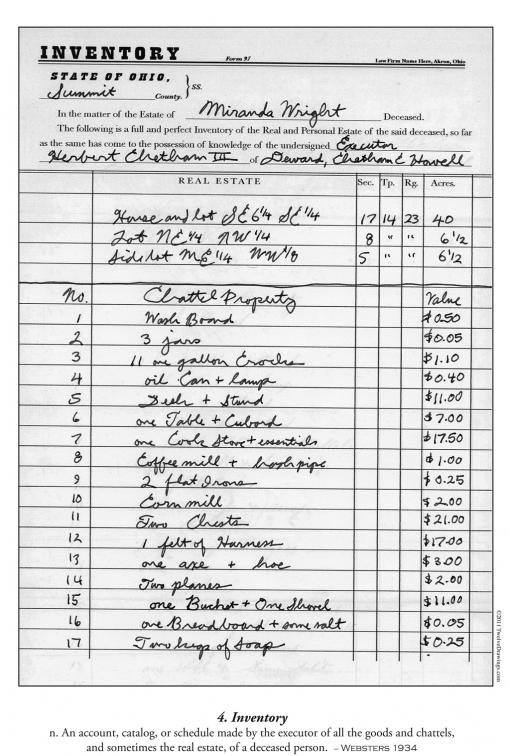 INVENTORY
Form 97
Law Firm Name Here, Akron, Ohio
STATE OF OHIO,
Summit County. } SS.
In the matter of the Estate of Miranda Wright Deceased.
The following is a full and perfect Inventory of the Real and Personal Estate of the said deceased, so far
as the same has come to the possession of knowledge of the undersigned Executor
Herbert Chetham III of Deward, Chetham & Howell
REAL ESTATE Sec. Tp. Rg. Acres.
House and lot SE 6 1/4 SE 1/4 17 14 23 40
Lot NE 1/4 NW 1/4 8 " " 6 1/2
Side lot 5 " " 6 1/2
No. Chattel Property Value
1 Wash Board $0.50
2 3 jars $0.05
3 11 one gallon Crocks $1.10
4 oil Can + lamp $0.40
5 Desk + Stand $11.00
6 one Table + Cubord $7.00
7 one Cook Stove + essentials $17.50
8 Coffee mill + pipe $1.00
9 2 flat Irons $0.25
10 Corn mill $2.00
11 Two Chests $21.00
12 1 felt of Harness $17.00
13 one axe + hoe $3.00
14 Two planes $2.00
15 one Bucket + One Shovel $11.00
16 one Breadboard + some salt $0.05
17 Two kegs of Soap $0.25
©2011 TwelveDrawings.com
4. Inventory
n. An account, catalog, or schedule made by the executor of all the goods and chattels,
and sometimes the real estate, of a deceased person. – WEBSTERS 1934